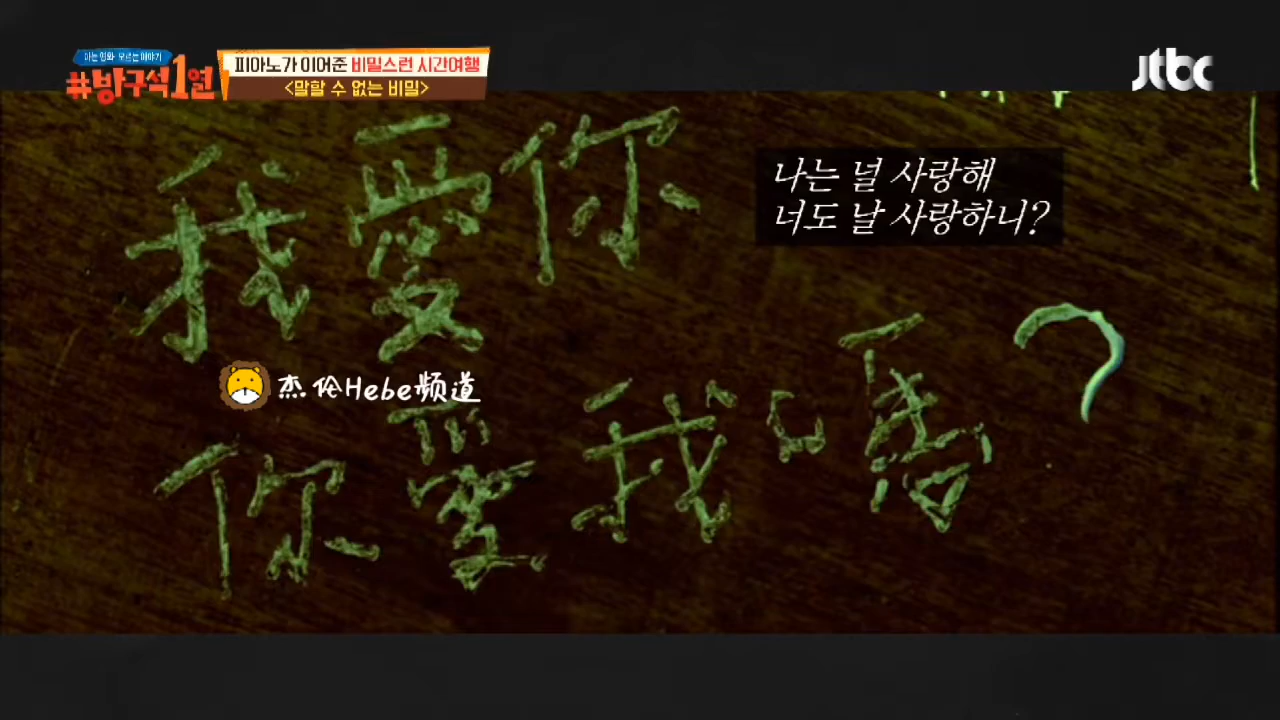 아는 영화 모르는 이야기
#방구석1열
피아노가 이어준 비밀스런 시간여행
<말할 수 없는 비밀>
jtbc
我愛你
나는 널 사랑해
너도 날 사랑하니?
杰伦Hebe频道
你愛我嗎?